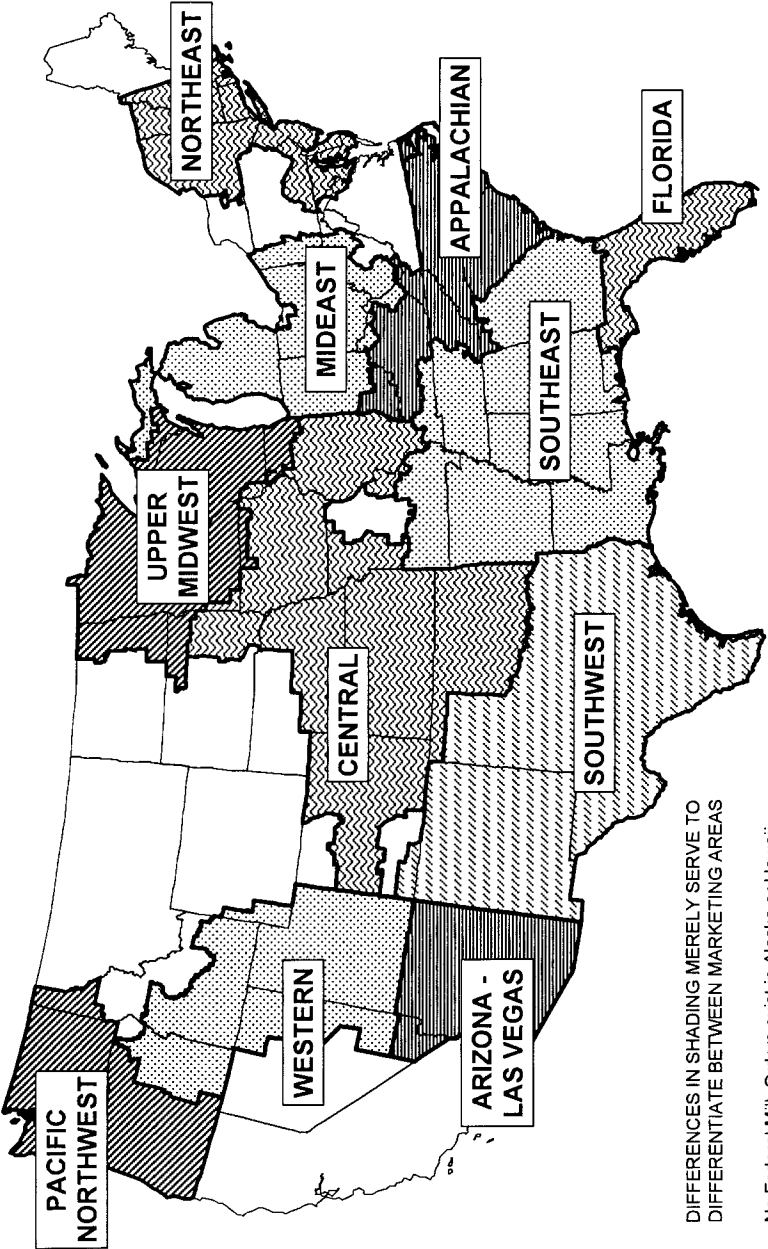 PACIFIC
NORTHWEST
WESTERN
ARIZONA -
LAS VEGAS
CENTRAL
SOUTHWEST
UPPER
MIDWEST
MIDEAST
SOUTHEAST
NORTHEAST
APPALACHIAN
FLORIDA
DIFFERENCES IN SHADING MERELY SERVE TO
DIFFERENTIATE BETWEEN MARKETING AREAS